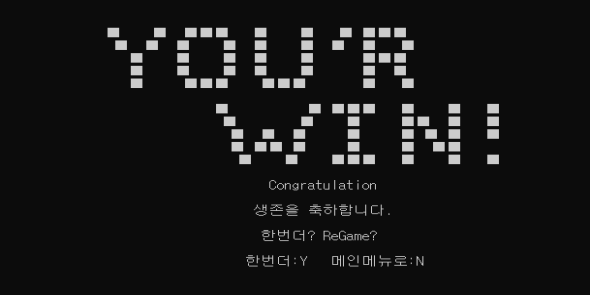 YOU'R
WIN!
Congratulation
생존을 축하합니다.
한번더? ReGame?
한번더:Y 메인메뉴로:N